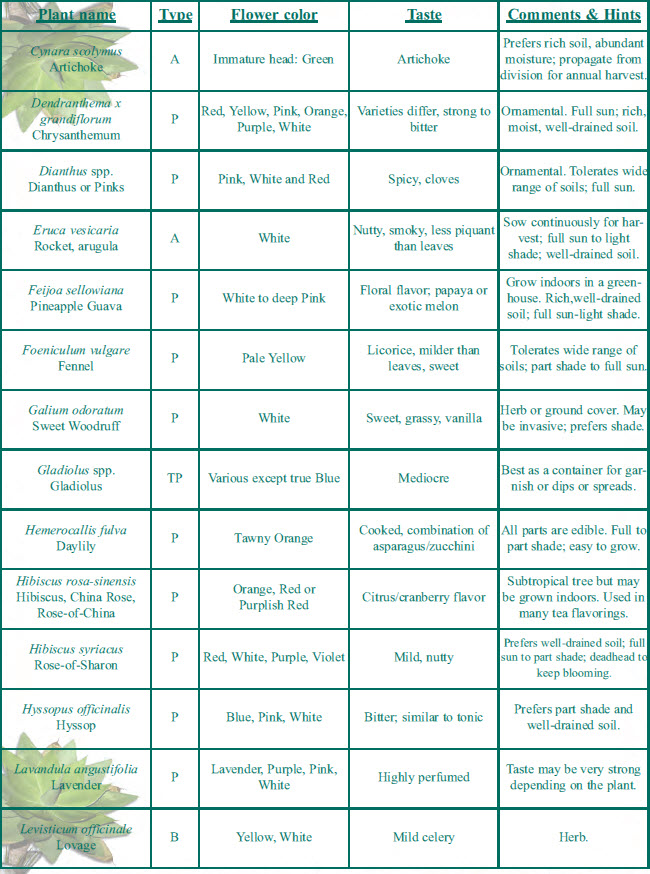 Plant name Type Flower color Taste Comments & Hints
Cynara scolymus
Artichoke
A
Immature head: Green
Artichoke
Prefers rich soil, abundant
moisture; propagate from
division for annual harvest.
Dendranthema x
grandiflorum
Chrysanthemum
P
Red, Yellow, Pink, Orange,
Purple, White
Varieties differ, strong to
bitter
Ornamental. Full sun; rich,
moist, well-drained soil.
Dianthus spp.
Dianthus or Pinks
P
Pink, White and Red
Spicy, cloves
Ornamental. Tolerates wide
range of soils; full sun.
Eruca vesicaria
Rocket, arugula
A
White
Nutty, smoky, less piquant
than leaves
Sow continuously for har-
vest; full sun to light
shade; well-drained soil.
Feijoa sellowiana
Pineapple Guava
P
White to deep Pink
Floral flavor; papaya or
exotic melon
Grow indoors in a green-
house. Rich,well-drained
soil; full sun-light shade.
Foeniculum vulgare
Fennel
P
Pale Yellow
Licorice, milder than
leaves, sweet
Tolerates wide range of
soils; part shade to full sun.
Galium odoratum
Sweet Woodruff
P
White
Sweet, grassy, vanilla
Herb or ground cover. May
be invasive; prefers shade.
Gladiolus spp.
Gladiolus
TP
Various except true Blue
Mediocre
Best as a container for gar-
nish or dips or spreads.
Hemerocallis fulva
Daylily
P
Tawny Orange
Cooked, combination of
asparagus/zucchini
All parts are edible. Full to
part shade; easy to grow.
Hibiscus rosa-sinensis
Hibiscus, China Rose,
Rose-of-China
P
Orange, Red or
Purplish Red
Citrus/cranberry flavor
Subtropical tree but may
be grown indoors. Used in
many tea flavorings.
Hibiscus syriacus
Rose-of-Sharon
P
Red, White, Purple, Violet
Mild, nutty
Prefers well-drained soil; full
sun to part shade; deadhead to
keep blooming.
Hyssopus officinalis
Hyssop
P
Blue, Pink, White
Bitter; similar to tonic
Prefers part shade and
well-drained soil.
Lavandula angustifolia
Lavender
P
Lavender, Purple, Pink,
White
Highly perfumed
Taste may be very strong
depending on the plant.
Levisticum officinale
Lovage
B
Yellow, White
Mild celery
Herb.